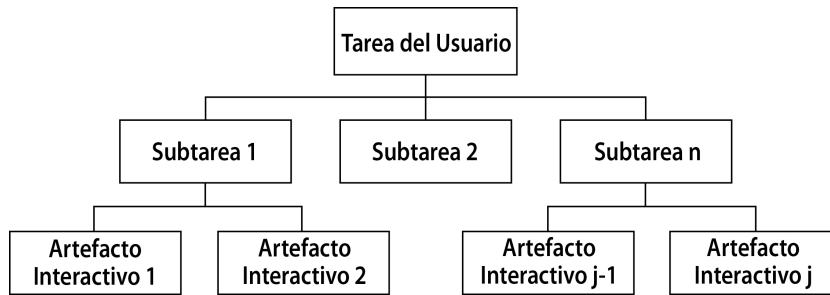 Tarea del Usuario
Subtarea 1
Subtarea 2
Subtarea n
Artefacto
Interactivo 1
Artefacto
Interactivo 2
Artefacto
Interactivo j-1
Artefacto
Interactivo j